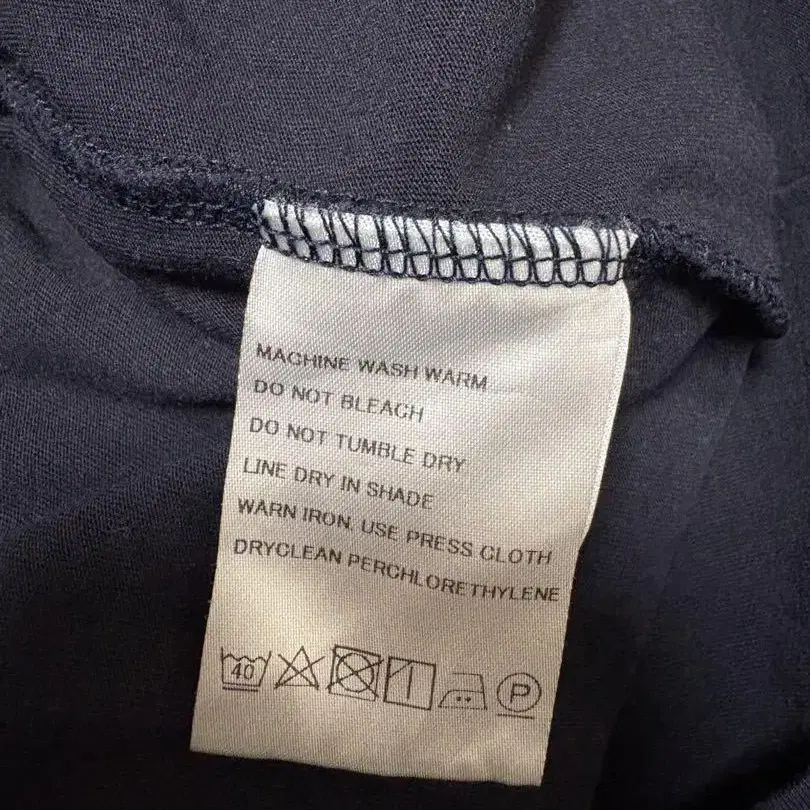 MACHINE WASH WARM
DO NOT BLEACH
DO NOT TUMBLE DRY
LINE DRY IN SHADE
WARN IRON, USE PRESS CLOTH
DRYCLEAN PERCHLORETHYLENE
40 P